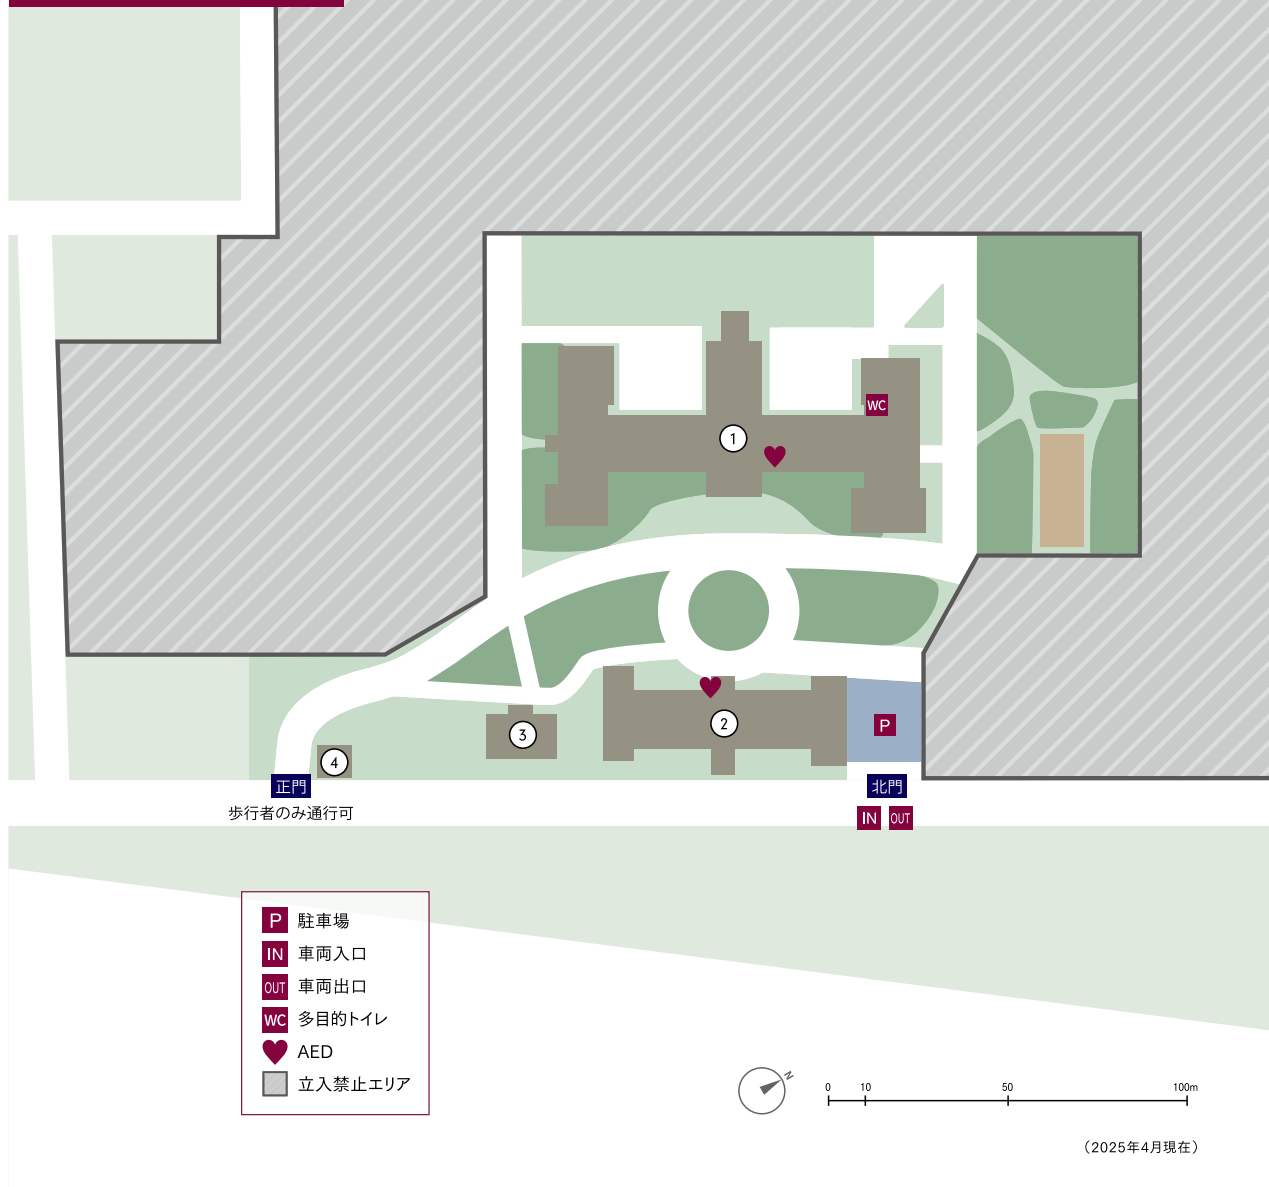 WC
1
2
P
3
4
正門
北門
歩行者のみ通行可
IN OUT
P 駐車場
IN 車両入口
OUT 車両出口
WC 多目的トイレ
AED
立入禁止エリア
N
0 10 50 100m
（2025年4月現在）